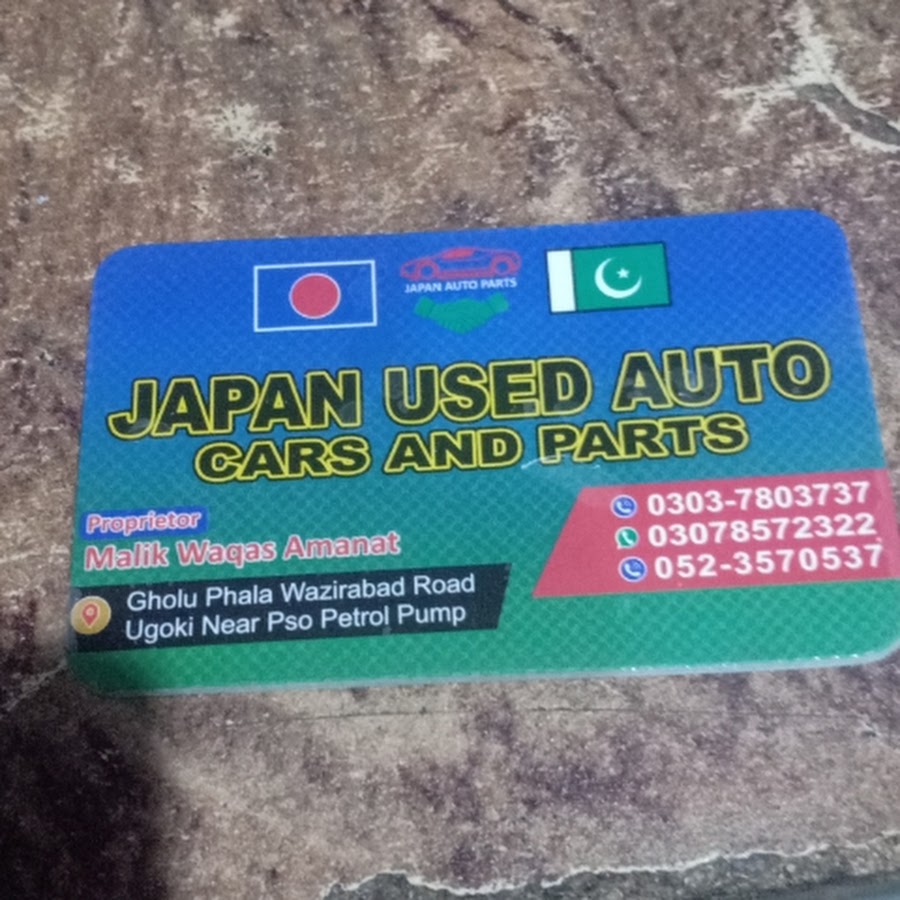 JAPAN AUTO PARTS
JAPAN USED AUTO
CARS AND PARTS
Proprietor
Malik Waqas Amanat
Gholu Phala Wazirabad Road
Ugoki Near Pso Petrol Pump
0303-7803737
03078572322
052-3570537